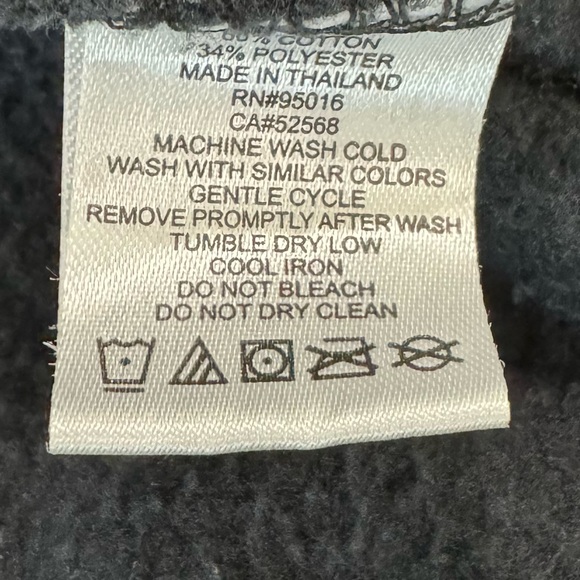 66% COTTON
34% POLYESTER
MADE IN THAILAND
RN#95016
CA#52568
MACHINE WASH COLD
WASH WITH SIMILAR COLORS
GENTLE CYCLE
REMOVE PROMPTLY AFTER WASH
TUMBLE DRY LOW
COOL IRON
DO NOT BLEACH
DO NOT DRY CLEAN